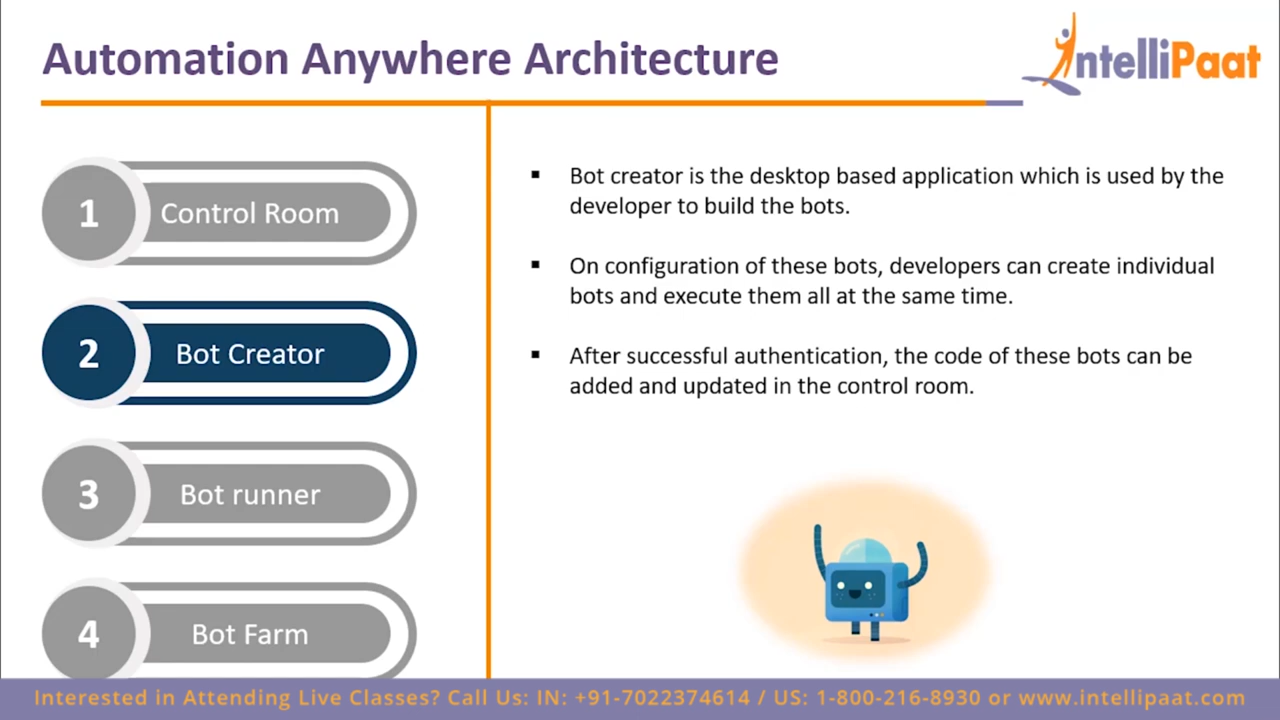 Automation Anywhere Architecture
IntelliPaat
1 Control Room
2 Bot Creator
3 Bot runner
4 Bot Farm
▪ Bot creator is the desktop based application which is used by the
developer to build the bots.
▪ On configuration of these bots, developers can create individual
bots and execute them all at the same time.
▪ After successful authentication, the code of these bots can be
added and updated in the control room.
Interested in Attending Live Classes? Call Us: IN: +91-7022374614 / US: 1-800-216-8930 or www.intellipaat.com